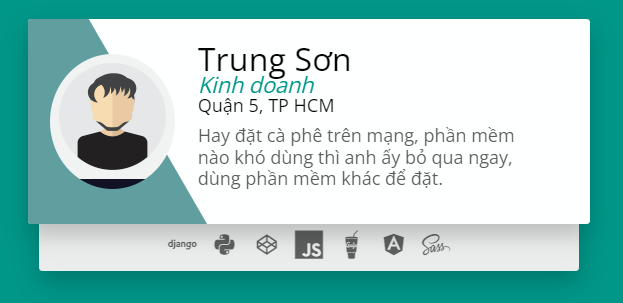 Trung Sơn
Kinh doanh
Quận 5, TP HCM
Hay đặt cà phê trên mạng, phần mềm
nào khó dùng thì anh ấy bỏ qua ngay,
dùng phần mềm khác để đặt.
django JS Gulp A Sass